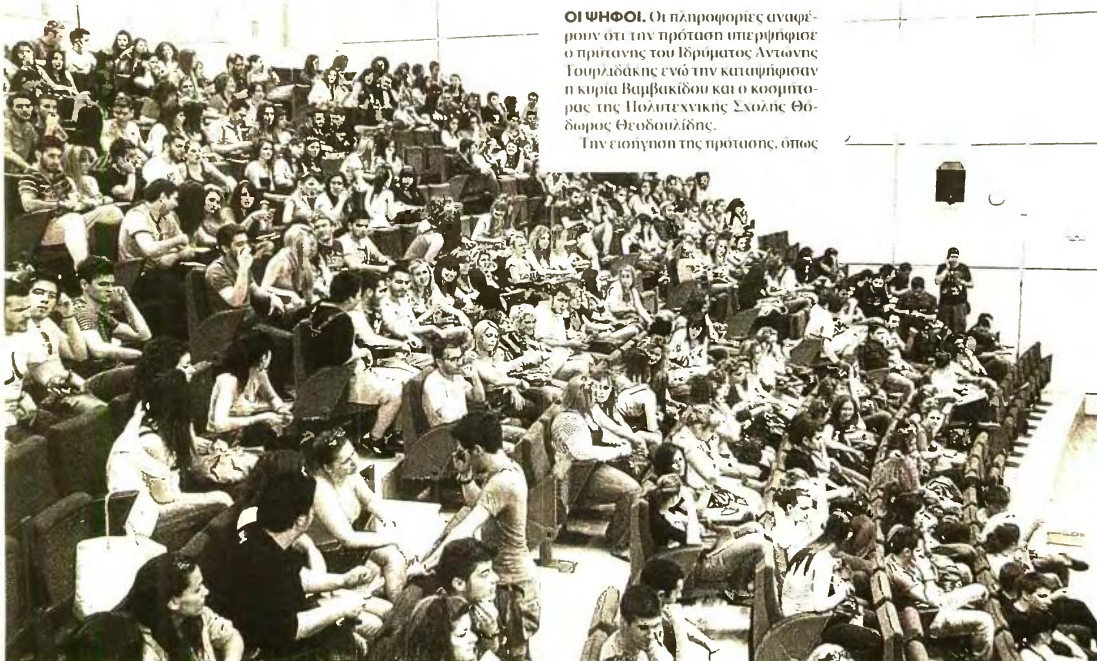 ΟΙ ΨΗΦΟΙ. Οι πληροφορίες αναφέ-
ρουν ότι την πρόταση υπερψήφισε
ο πρύτανης του Ιδρύματος Αντώνης
Τουρλιδάκης ενώ την καταψήφισαν
η κυρία Βαμβακίδου και ο κοσμήτο-
ρας της Πολυτεχνικής Σχολής Θό-
δωρος Θεοδουλίδης.
Την εισήγηση της πρότασης, όπως